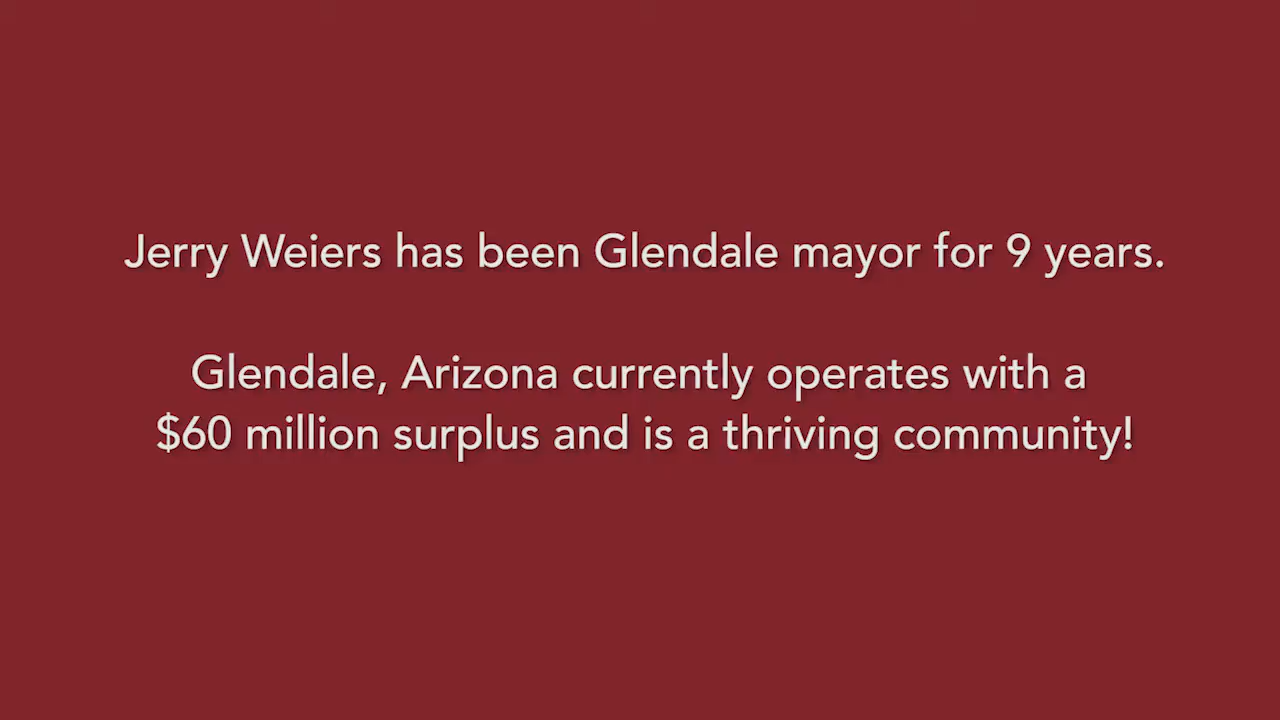 Jerry Weiers has been Glendale mayor for 9 years.
Glendale, Arizona currently operates with a
$60 million surplus and is a thriving community!